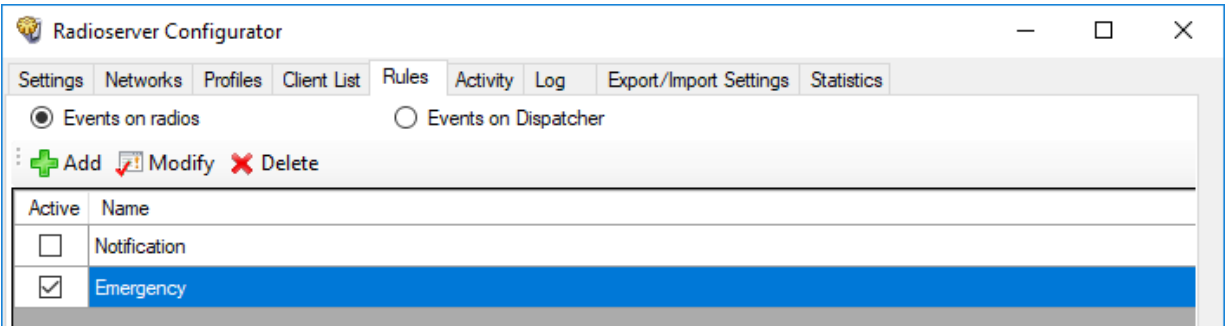 Radioserver Configurator
Settings Networks Profiles Client List Rules Activity Log Export/Import Settings Statistics
Events on radios Events on Dispatcher
Add Modify Delete
Active Name
Notification
Emergency